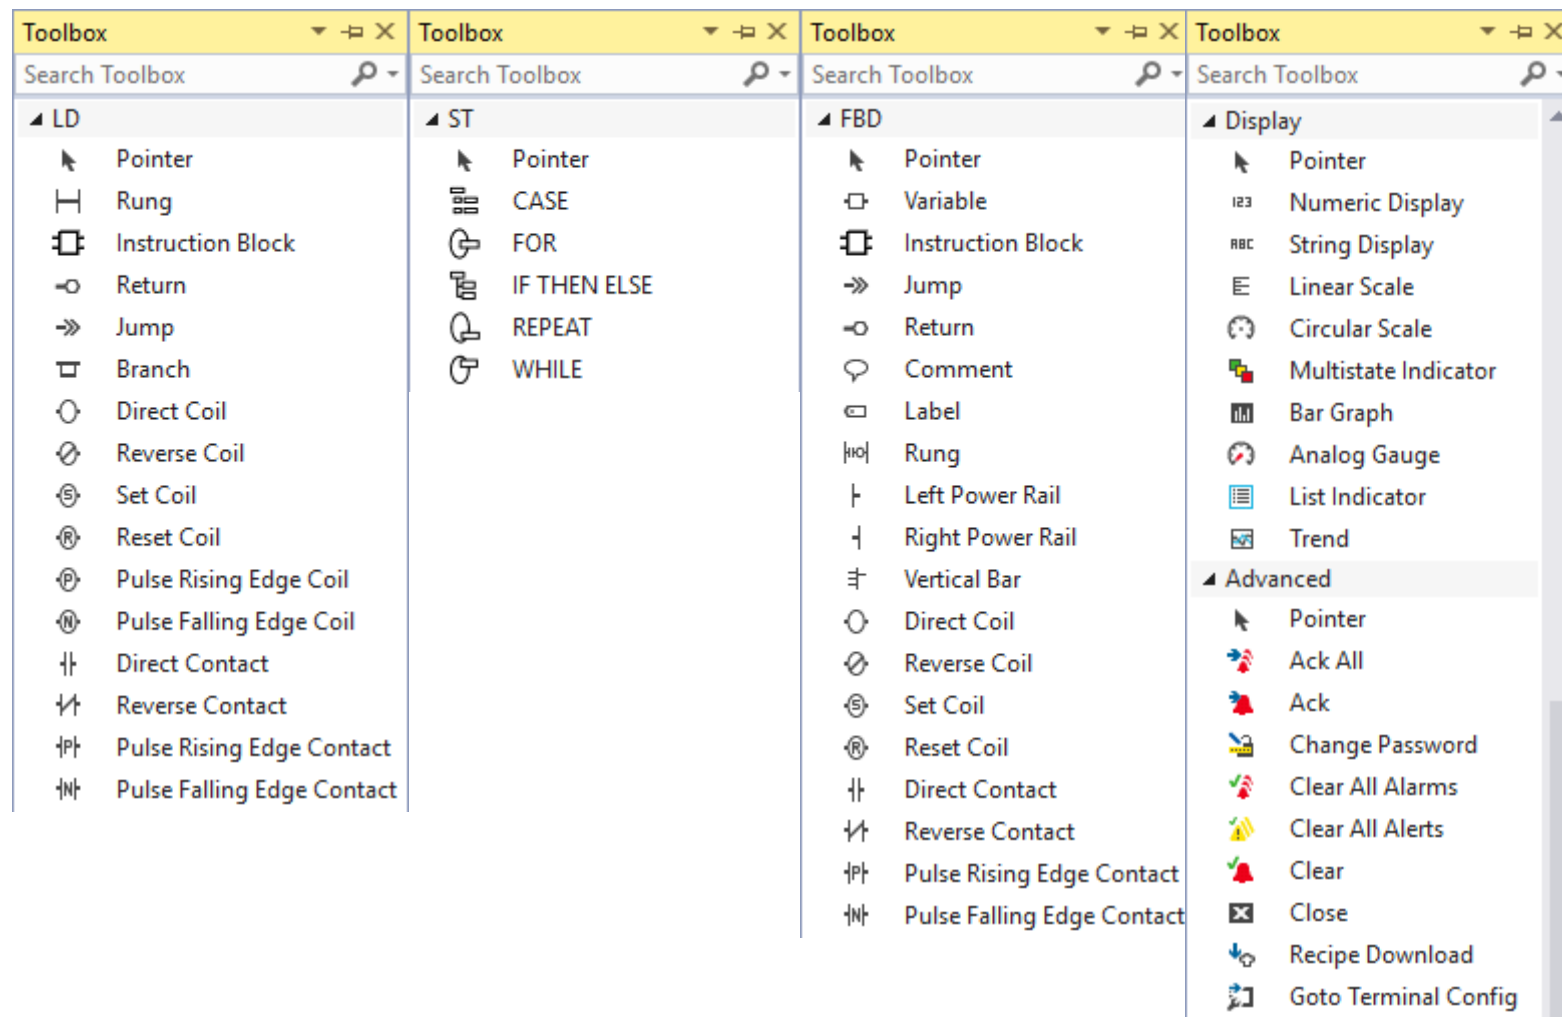 Toolbox
Search Toolbox
LD
Pointer
Rung
Instruction Block
Return
Jump
Branch
Direct Coil
Reverse Coil
Set Coil
Reset Coil
Pulse Rising Edge Coil
Pulse Falling Edge Coil
Direct Contact
Reverse Contact
Pulse Rising Edge Contact
Pulse Falling Edge Contact
Toolbox
Search Toolbox
ST
Pointer
CASE
FOR
IF THEN ELSE
REPEAT
WHILE
Toolbox
Search Toolbox
FBD
Pointer
Variable
Instruction Block
Jump
Return
Comment
Label
Rung
Left Power Rail
Right Power Rail
Vertical Bar
Direct Coil
Reverse Coil
Set Coil
Reset Coil
Direct Contact
Reverse Contact
Pulse Rising Edge Contact
Pulse Falling Edge Contact
Toolbox
Search Toolbox
Display
Pointer
123 Numeric Display
ABC String Display
Linear Scale
Circular Scale
Multistate Indicator
Bar Graph
Analog Gauge
List Indicator
Trend
Advanced
Pointer
Ack All
Ack
Change Password
Clear All Alarms
Clear All Alerts
Clear
Close
Recipe Download
Goto Terminal Config